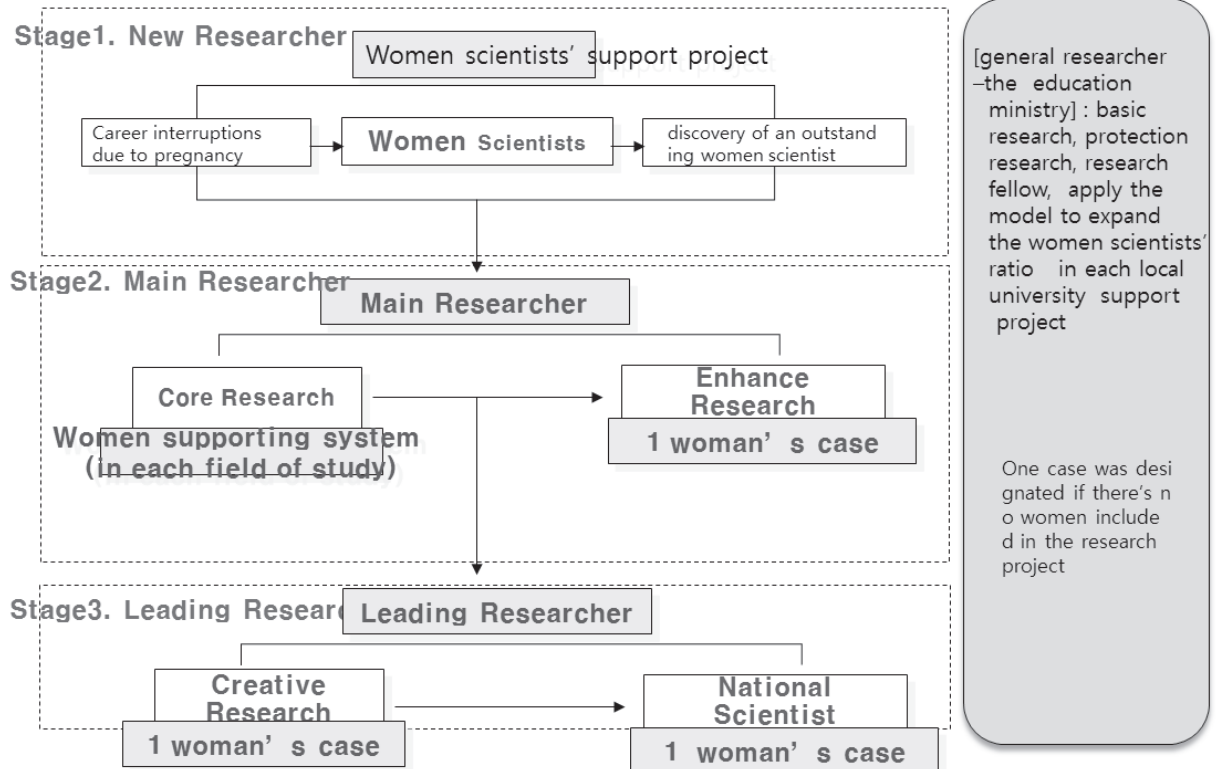 Stage1. New Researcher
Women scientists’ support project
Career interruptions
due to pregnancy
Women Scientists
discovery of an outstand
ing women scientist
Stage2. Main Researcher
Main Researcher
Core Research
Women supporting system
(in each field of study)
Enhance
Research
1 woman’s case
Stage3. Leading Resear
Leading Researcher
Creative
Research
1 woman’s case
National
Scientist
1 woman’s case
[general researcher
–the education
ministry] : basic
research, protection
research, research
fellow, apply the
model to expand
the women scientists’
ratio in each local
university support
project
One case was desi
gnated if there’s n
o women include
d in the research
project